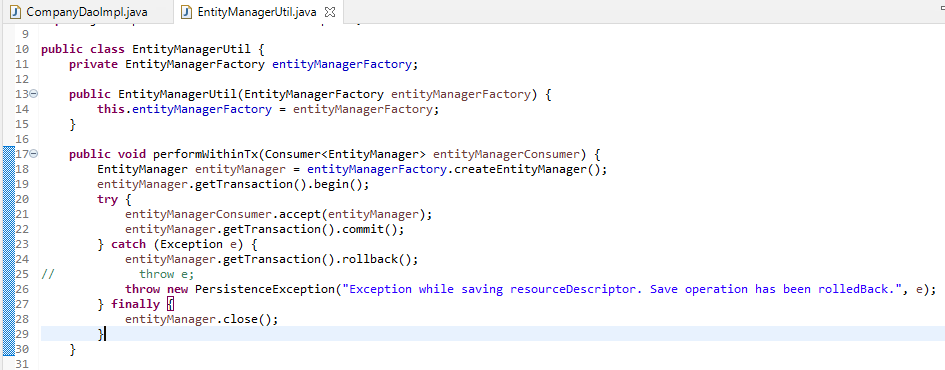 CompanyDaoImpl.java EntityManagerUtil.java
9
10 public class EntityManagerUtil {
11     private EntityManagerFactory entityManagerFactory;
12
13     public EntityManagerUtil(EntityManagerFactory entityManagerFactory) {
14         this.entityManagerFactory = entityManagerFactory;
15     }
16
17     public void performWithinTx(Consumer<EntityManager> entityManagerConsumer) {
18         EntityManager entityManager = entityManagerFactory.createEntityManager();
19         entityManager.getTransaction().begin();
20         try {
21             entityManagerConsumer.accept(entityManager);
22             entityManager.getTransaction().commit();
23         } catch (Exception e) {
24             entityManager.getTransaction().rollback();
25 //            throw e;
26             throw new PersistenceException("Exception while saving resourceDescriptor. Save operation has been rolledBack.", e);
27         } finally {
28             entityManager.close();
29         }
30     }
31